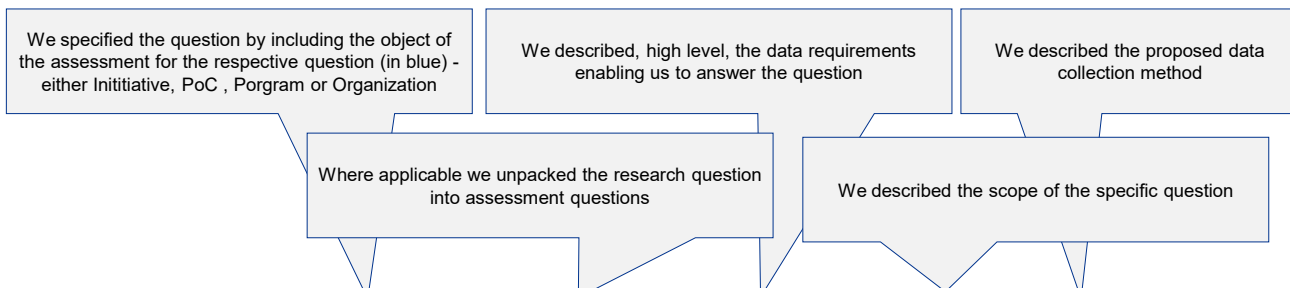 We specified the question by including the object of
the assessment for the respective question (in blue) -
either Inititiative, PoC , Porgram or Organization
We described, high level, the data requirements
enabling us to answer the question
We described the proposed data
collection method
Where applicable we unpacked the research question
into assessment questions
We described the scope of the specific question